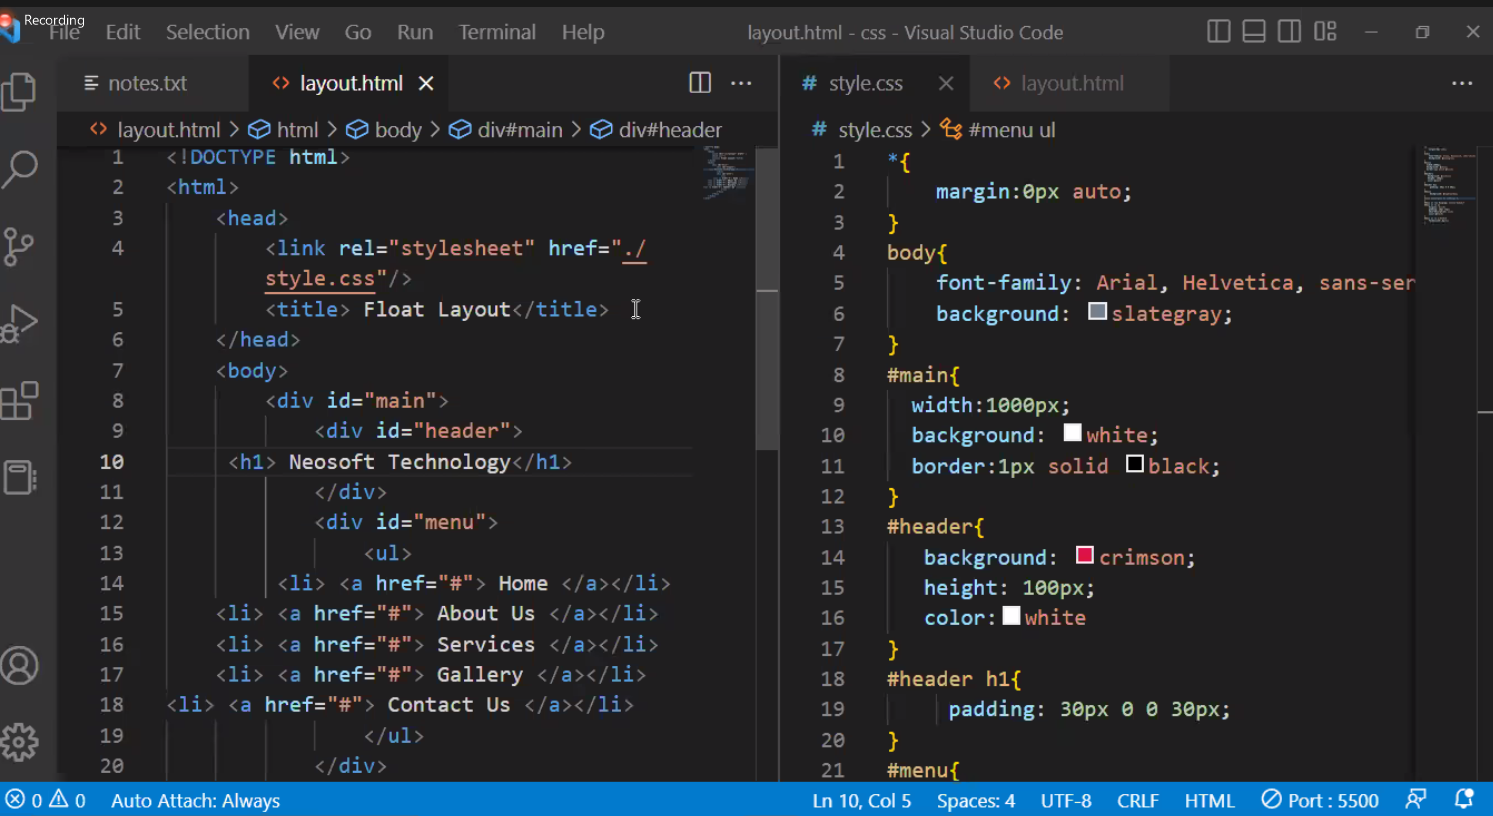 Recording
File Edit Selection View Go Run Terminal Help
layout.html - css - Visual Studio Code
notes.txt
layout.html
layout.html > html > body > div#main > div#header
1 <!DOCTYPE html>
2 <html>
3 <head>
4 <link rel="stylesheet" href="./
style.css"/>
5 <title> Float Layout</title>
6 </head>
7 <body>
8 <div id="main">
9 <div id="header">
10 <h1> Neosoft Technology</h1>
11 </div>
12 <div id="menu">
13 <ul>
14 <li> <a href="#"> Home </a></li>
15 <li> <a href="#"> About Us </a></li>
16 <li> <a href="#"> Services </a></li>
17 <li> <a href="#"> Gallery </a></li>
18 <li> <a href="#"> Contact Us </a></li>
19 </ul>
20 </div>
# style.css
layout.html
# style.css > #menu ul
1 *{
2 margin:0px auto;
3 }
4 body{
5 font-family: Arial, Helvetica, sans-ser
6 background: slategray;
7 }
8 #main{
9 width:1000px;
10 background: white;
11 border:1px solid black;
12 }
13 #header{
14 background: crimson;
15 height: 100px;
16 color: white
17 }
18 #header h1{
19 padding: 30px 0 0 30px;
20 }
21 #menu{
0 0 Auto Attach: Always
Ln 10, Col 5 Spaces: 4 UTF-8 CRLF HTML Port : 5500